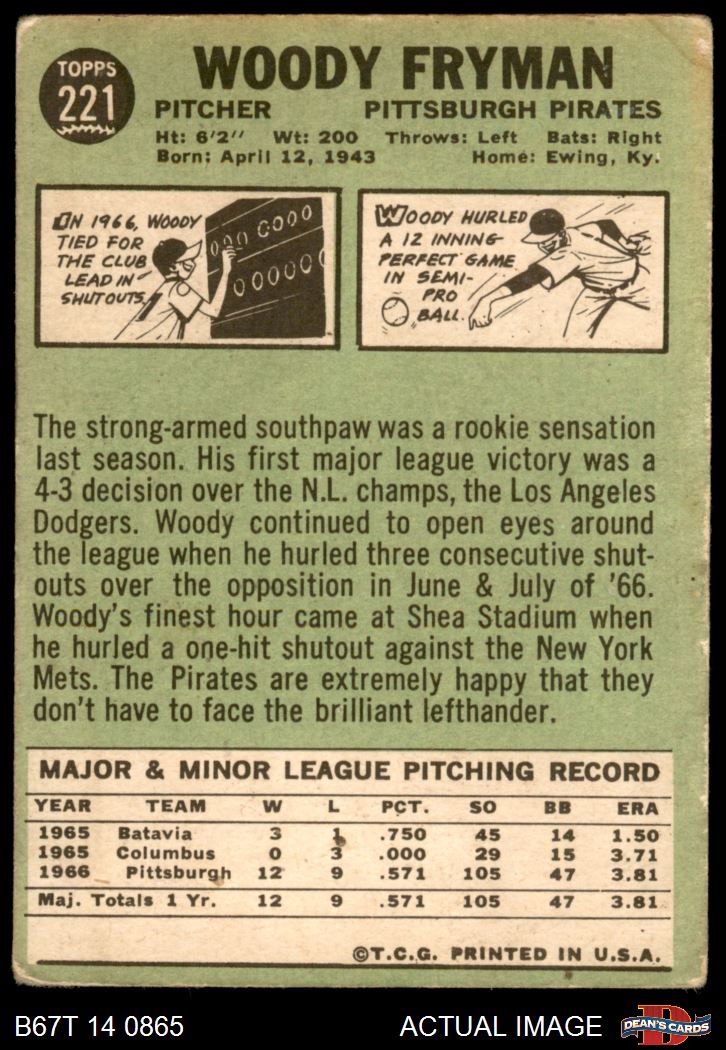 TOPPS
221
WOODY FRYMAN
PITCHER PITTSBURGH PIRATES
Ht: 6'2" Wt: 200 Throws: Left Bats: Right
Born: April 12, 1943 Home: Ewing, Ky.
IN 1966, WOODY
TIED FOR
THE CLUB
LEAD IN
SHUTOUTS.
WOODY HURLED
A 12 INNING
PERFECT GAME
IN SEMI-
PRO
BALL.
The strong-armed southpaw was a rookie sensation
last season. His first major league victory was a
4-3 decision over the N.L. champs, the Los Angeles
Dodgers. Woody continued to open eyes around
the league when he hurled three consecutive shut-
outs over the opposition in June & July of '66.
Woody's finest hour came at Shea Stadium when
he hurled a one-hit shutout against the New York
Mets. The Pirates are extremely happy that they
don't have to face the brilliant lefthander.
MAJOR & MINOR LEAGUE PITCHING RECORD
YEAR TEAM W L PCT. SO BB ERA
1965 Batavia 3 1 .750 45 14 1.50
1965 Columbus 0 3 .000 29 15 3.71
1966 Pittsburgh 12 9 .571 105 47 3.81
Maj. Totals 1 Yr. 12 9 .571 105 47 3.81
©T.C.G. PRINTED IN U.S.A.
B67T 14 0865 ACTUAL IMAGE
D
DEAN'S CARDS